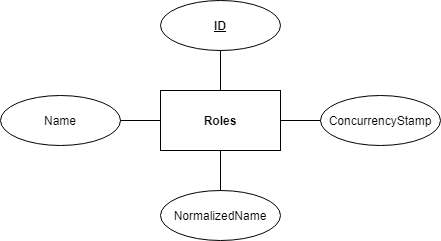 ID
Name
Roles
ConcurrencyStamp
NormalizedName